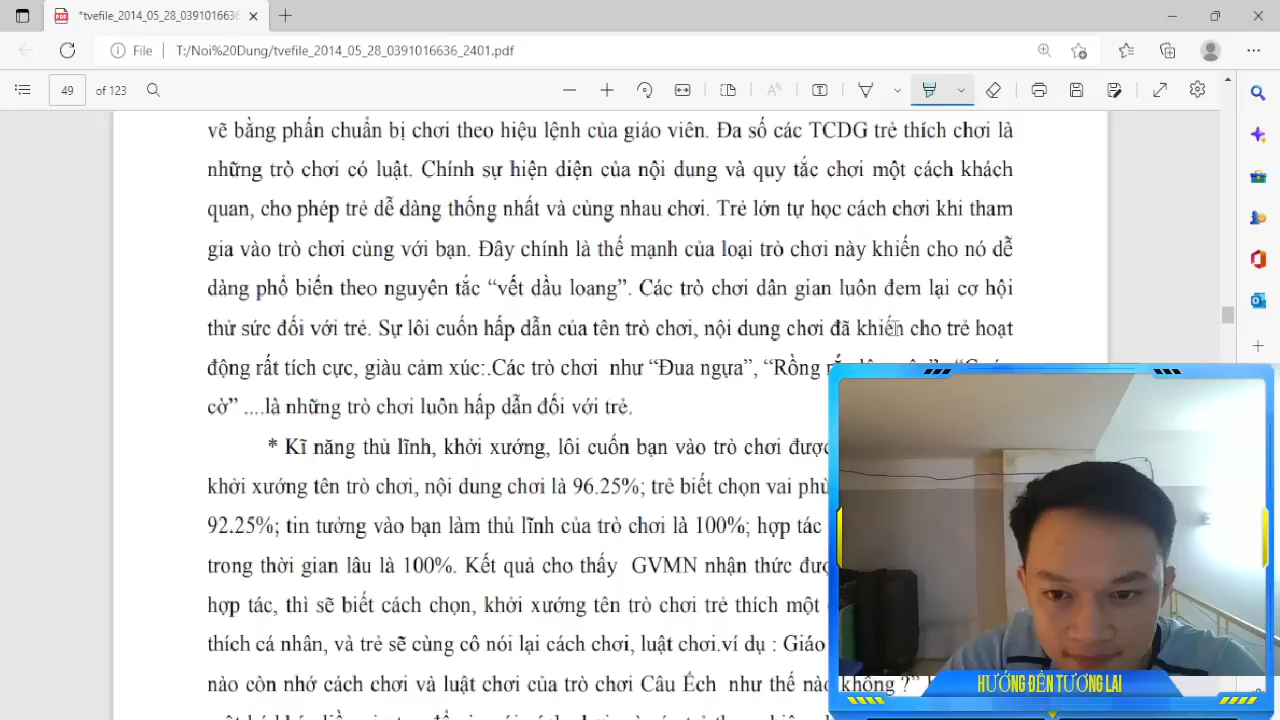 *tvefile_2014_05_28_0391016636
File T:/Noi%20Dung/tvefile_2014_05_28_0391016636_2401.pdf
49 of 123
vẽ bằng phấn chuẩn bị chơi theo hiệu lệnh của giáo viên. Đa số các TCDG trẻ thích chơi là
những trò chơi có luật. Chính sự hiện diện của nội dung và quy tắc chơi một cách khách
quan, cho phép trẻ dễ dàng thống nhất và cùng nhau chơi. Trẻ lớn tự học cách chơi khi tham
gia vào trò chơi cùng với bạn. Đây chính là thế mạnh của loại trò chơi này khiến cho nó dễ
dàng phổ biến theo nguyên tắc “vết dầu loang”. Các trò chơi dân gian luôn đem lại cơ hội
thử sức đối với trẻ. Sự lôi cuốn hấp dẫn của tên trò chơi, nội dung chơi đã khiến cho trẻ hoạt
động rất tích cực, giàu cảm xúc:.Các trò chơi như “Đua ngựa”, “Rồng
cờ” ....là những trò chơi luôn hấp dẫn đối với trẻ.
* Kĩ năng thủ lĩnh, khởi xướng, lôi cuốn bạn vào trò chơi được
khởi xướng tên trò chơi, nội dung chơi là 96.25%; trẻ biết chọn vai
92.25%; tin tưởng vào bạn làm thủ lĩnh của trò chơi là 100%; hợp tác
trong thời gian lâu là 100%. Kết quả cho thấy GVMN nhận thức
hợp tác, thì sẽ biết cách chọn, khởi xướng tên trò chơi trẻ thích một
thích cá nhân, và trẻ sẽ cùng cô nói lại cách chơi, luật chơi.ví dụ : Giáo
nào còn nhớ cách chơi và luật chơi của trò chơi Câu Ếch như thế nào không ?”
HƯỚNG ĐẾN TƯƠNG LAI